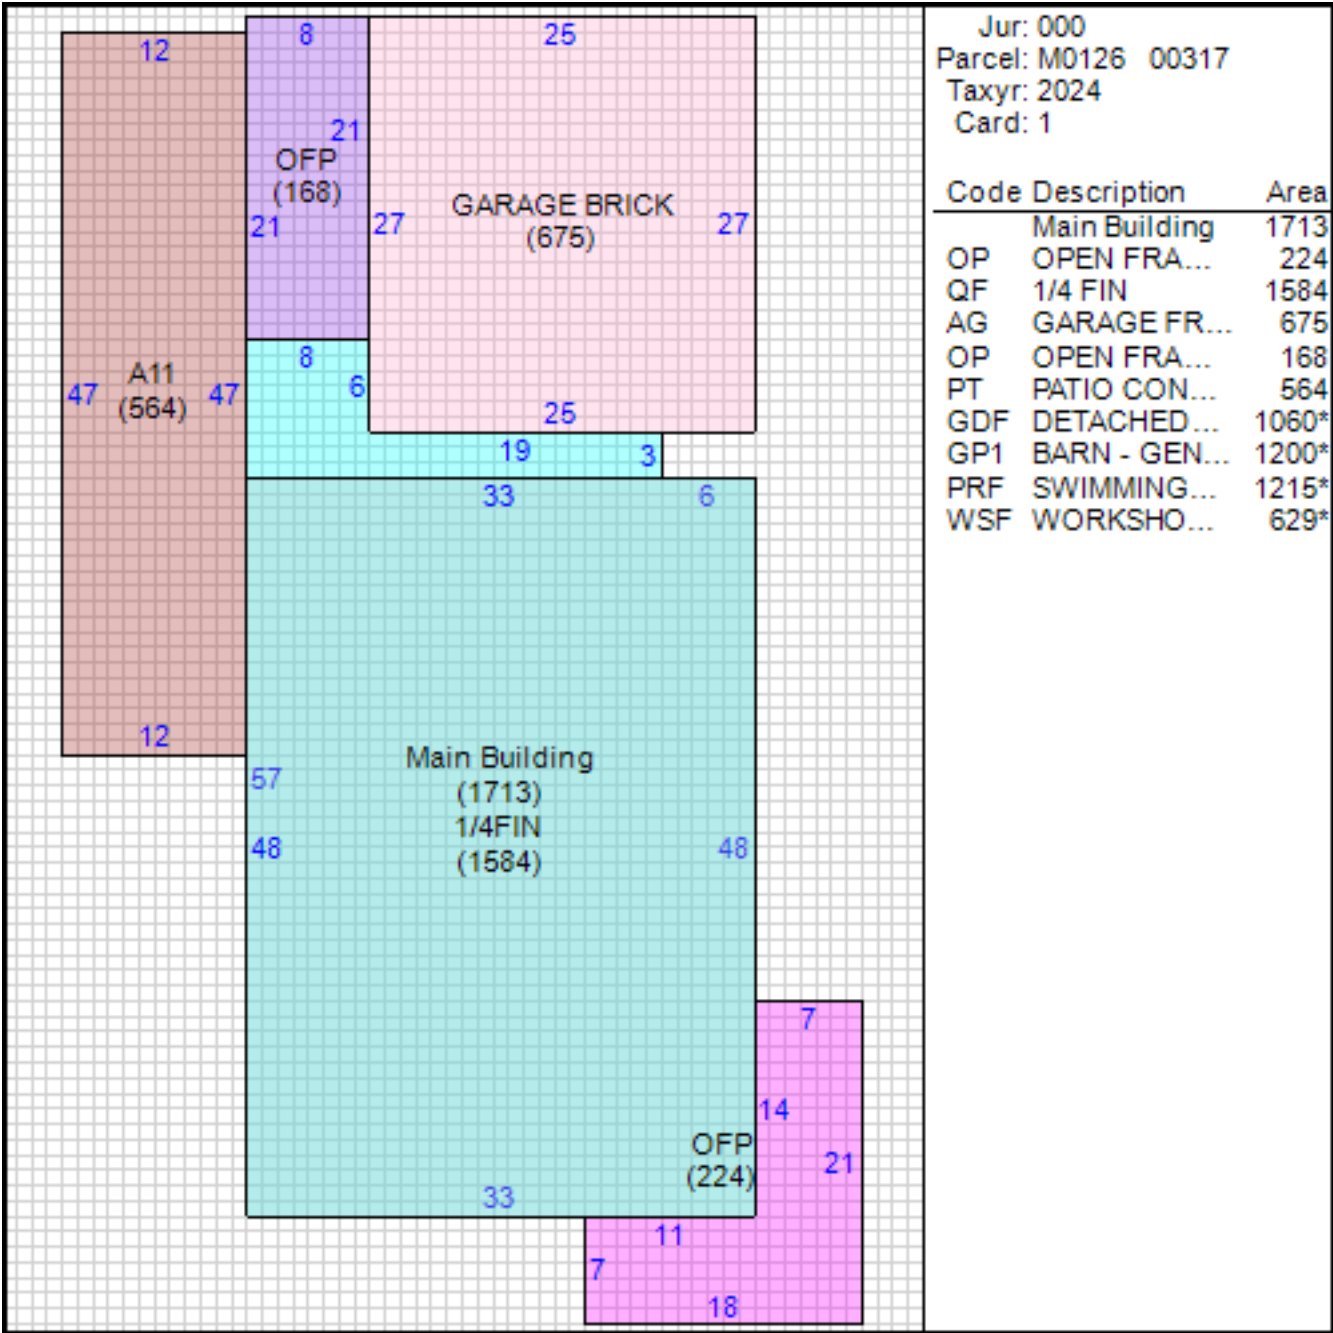 12
8
25
21
OFP
(168)
21
GARAGE BRICK
(675)
27
27
A11
(564)
47
47
8
6
25
19
3
33
6
12
Main Building
(1713)
1/4FIN
(1584)
57
48
48
7
14
OFP
(224)
21
33
11
7
18
Jur: 000
Parcel: M0126 00317
Taxyr: 2024
Card: 1
Code Description Area
Main Building 1713
OP OPEN FRA... 224
QF 1/4 FIN 1584
AG GARAGE FR... 675
OP OPEN FRA... 168
PT PATIO CON... 564
GDF DETACHED... 1060*
GP1 BARN - GEN... 1200*
PRF SWIMMING... 1215*
WSF WORKSHO... 629*